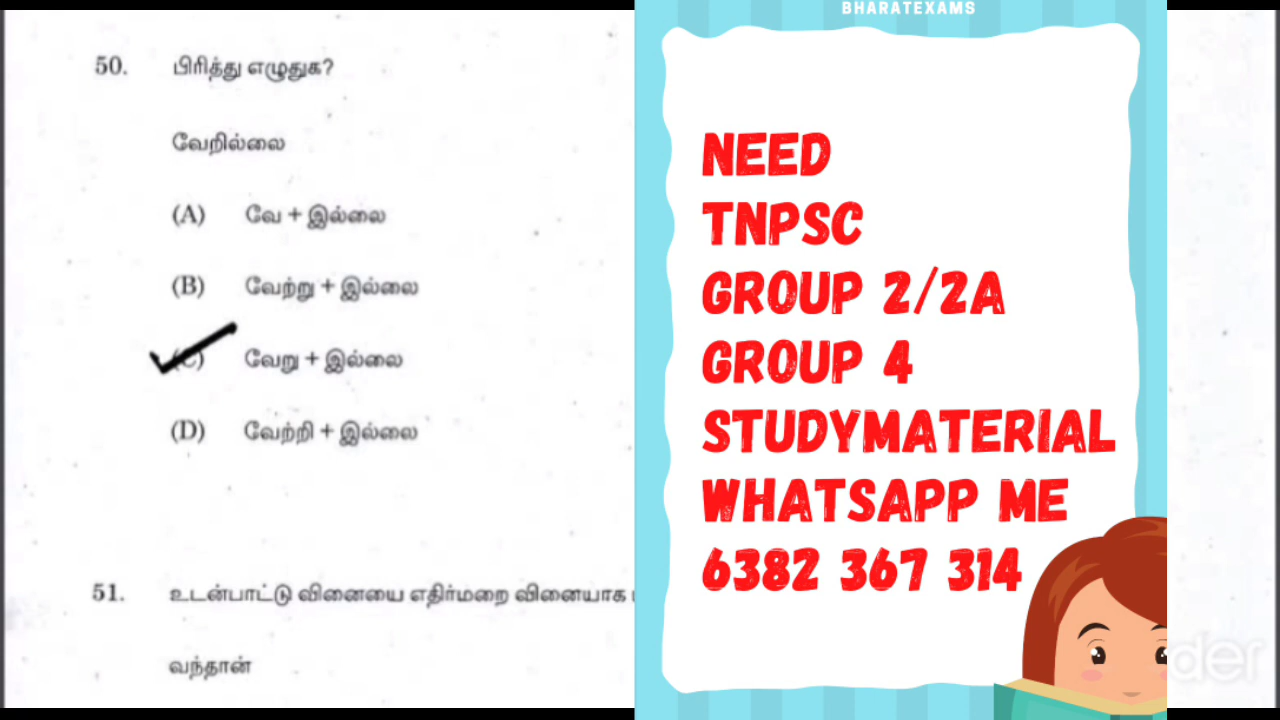 50. பிரித்து எழுதுக?
வேறில்லை
(A) வே + இல்லை
(B) வேற்று + இல்லை
(C) வேறு + இல்லை
(D) வேற்றி + இல்லை
51. உடன்பாட்டு வினையை எதிர்மறை வினையாக
வந்தான்
BHARATEXAMS
NEED
TNPSC
GROUP 2/2A
GROUP 4
STUDYMATERIAL
WHATSAPP ME
6382 367 314
der